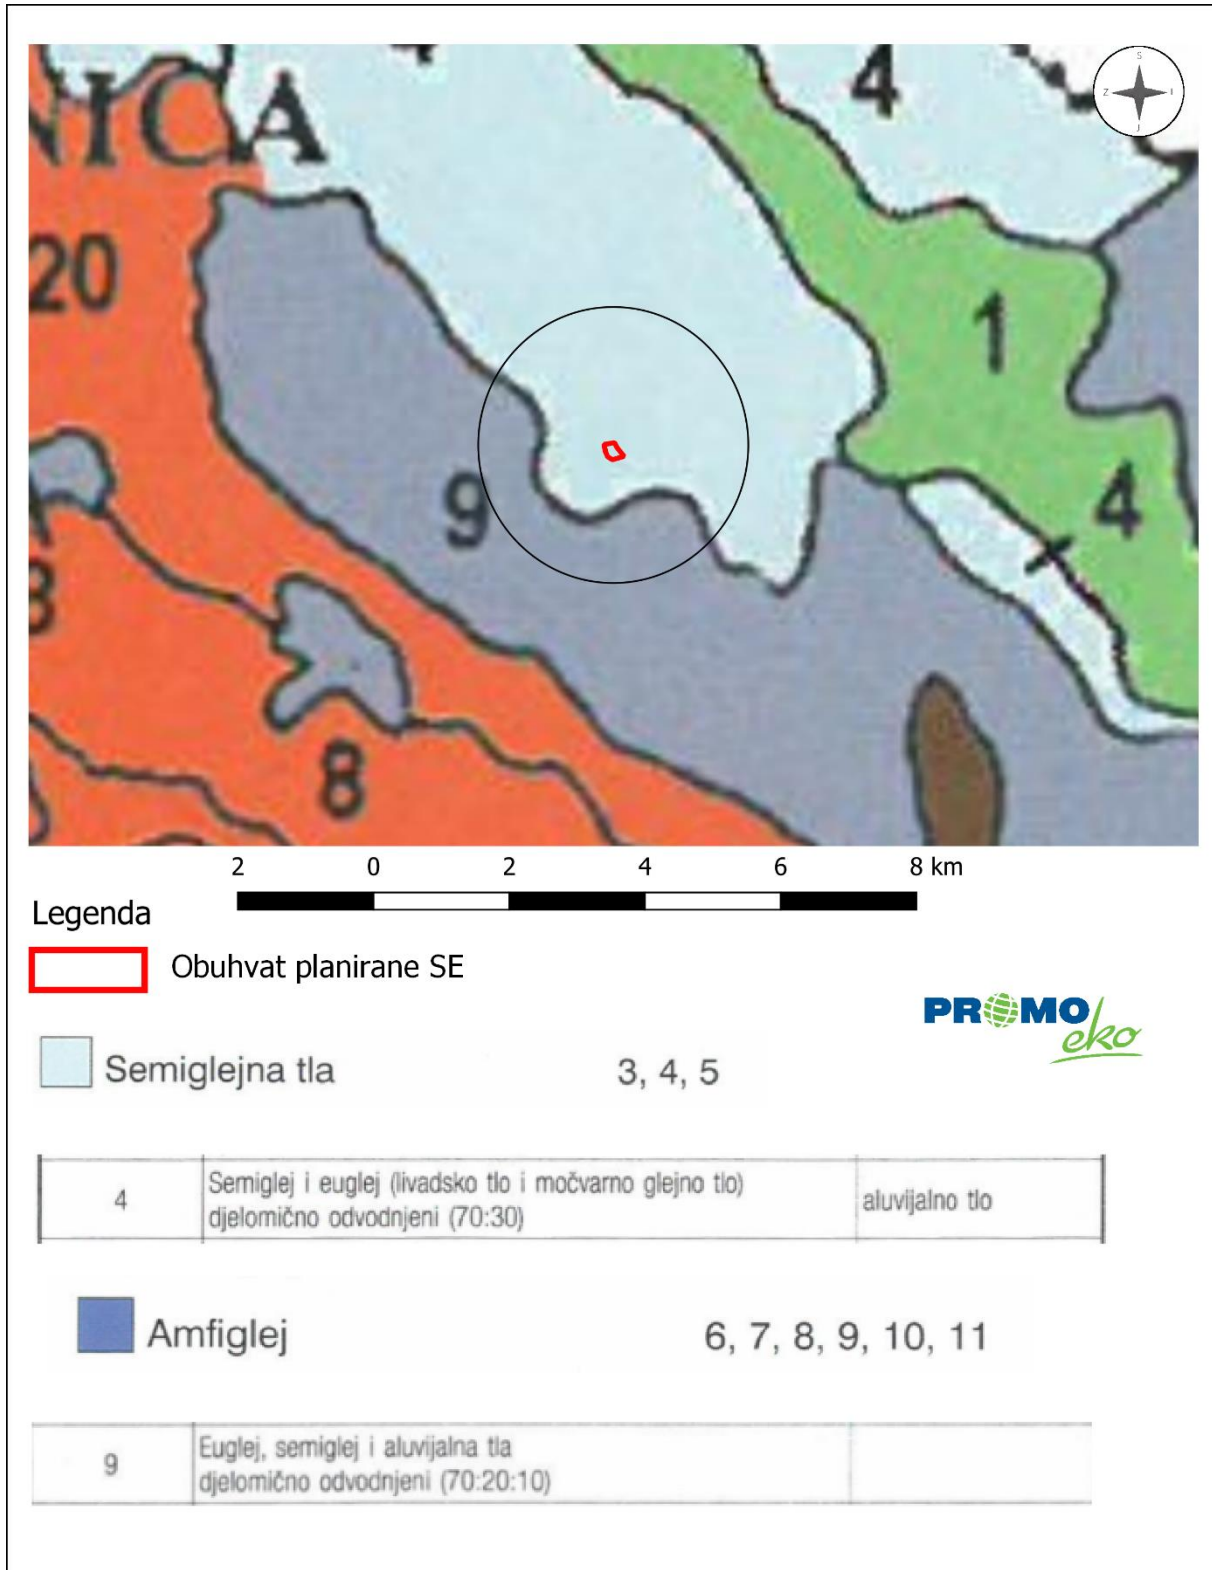 4
4
S
Z I
J
NICA
20
1
9
4
8
2 0 2 4 6 8 km
Legenda
Obuhvat planirane SE
PROMO
eko
Semiglejna tla 3, 4, 5
4 Semiglej i euglej (livadsko tlo i močvarno glejno tlo) aluvijalno tlo
djelomično odvodnjeni (70:30)
Amfiglej 6, 7, 8, 9, 10, 11
9 Euglej, semiglej i aluvijalna tla
djelomično odvodnjeni (70:20:10)